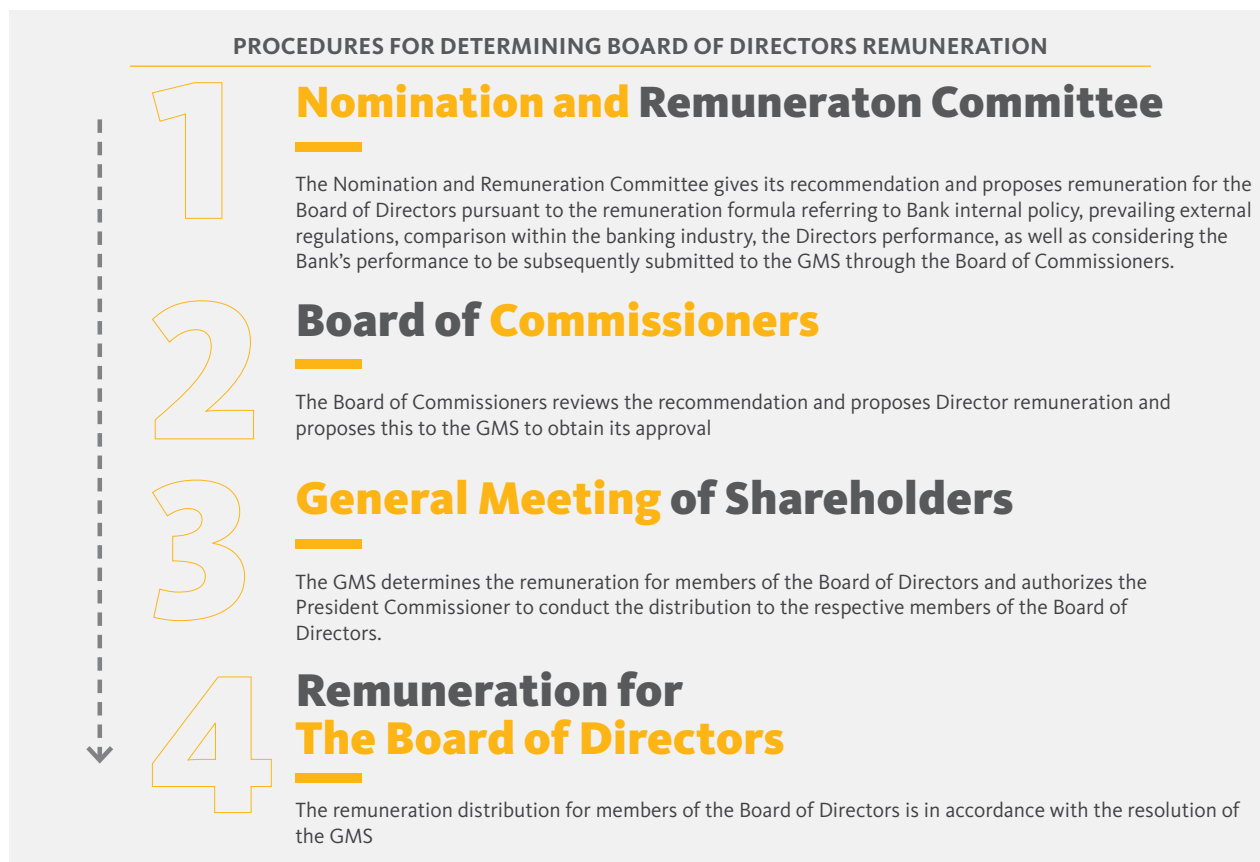 PROCEDURES FOR DETERMINING BOARD OF DIRECTORS REMUNERATION
1
Nomination and Remuneraton Committee
The Nomination and Remuneration Committee gives its recommendation and proposes remuneration for the
Board of Directors pursuant to the remuneration formula referring to Bank internal policy, prevailing external
regulations, comparison within the banking industry, the Directors performance, as well as considering the
Bank's performance to be subsequently submitted to the GMS through the Board of Commissioners.
2
Board of Commissioners
The Board of Commissioners reviews the recommendation and proposes Director remuneration and
proposes this to the GMS to obtain its approval
3
General Meeting of Shareholders
The GMS determines the remuneration for members of the Board of Directors and authorizes the
President Commissioner to conduct the distribution to the respective members of the Board of
Directors.
4
Remuneration for
The Board of Directors
The remuneration distribution for members of the Board of Directors is in accordance with the resolution of
the GMS